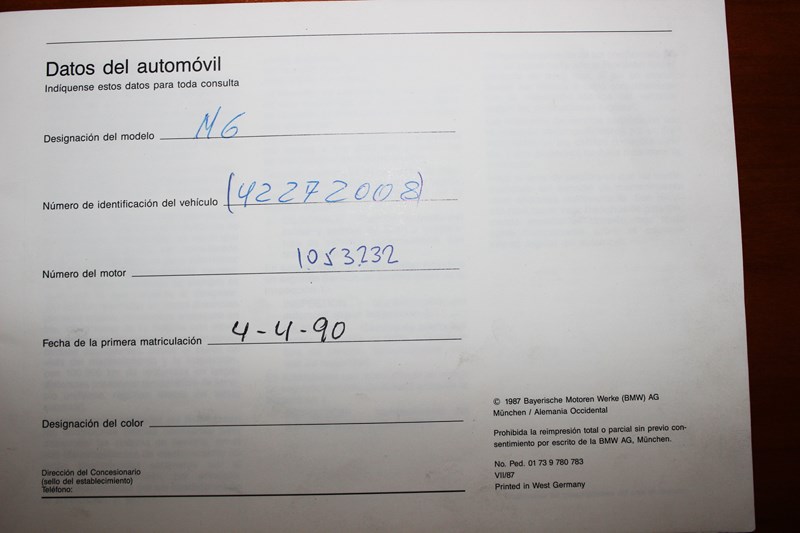 Datos del automóvil
Indíquense estos datos para toda consulta
Designación del modelo M6
Número de identificación del vehículo (42272008)
Número del motor 1053232
Fecha de la primera matriculación 4-4-90
Designación del color
Dirección del Concesionario
(sello del establecimiento)
Teléfono:
© 1987 Bayerische Motoren Werke (BMW) AG
München / Alemania Occidental
Prohibida la reimpresión total o parcial sin previo con-
sentimiento por escrito de la BMW AG, München.
No. Ped. 01 73 9 780 783
VII/87
Printed in West Germany